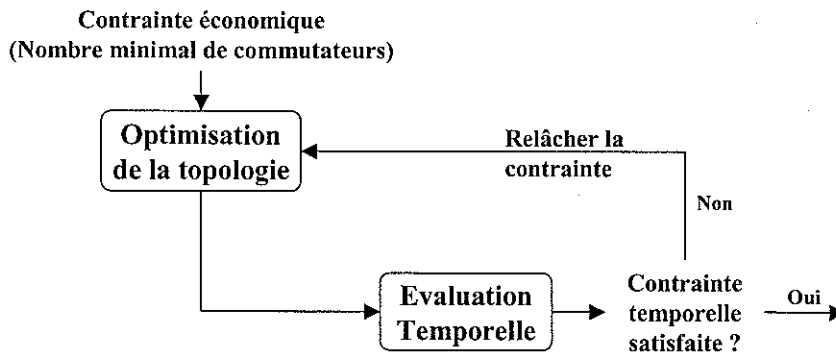 Contrainte économique
(Nombre minimal de commutateurs)
Optimisation
de la topologie
Relâcher la
contrainte
Non
Evaluation
Temporelle
Contrainte
temporelle
satisfaite ?
Oui